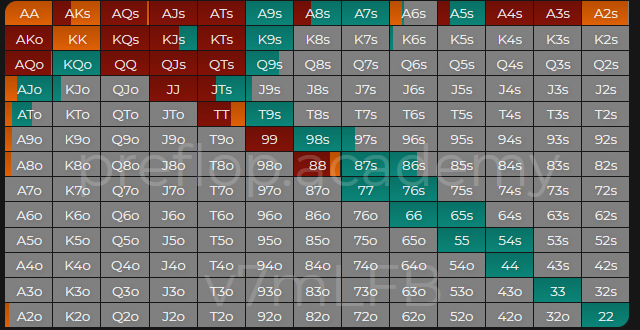 AA AKs AQs AJs ATs A9s A8s A7s A6s A5s A4s A3s A2s
AKo KK KQs KJs KTs K9s K8s K7s K6s K5s K4s K3s K2s
AQo KQo QQ QJs QTs Q9s Q8s Q7s Q6s Q5s Q4s Q3s Q2s
AJo KJo QJo JJ JTs J9s J8s J7s J6s J5s J4s J3s J2s
ATo KTo QTo JTo TT T9s T8s T7s T6s T5s T4s T3s T2s
A9o K9o Q9o J9o T9o 99 98s 97s 96s 95s 94s 93s 92s
A8o K8o Q8o J8o T8o 98o 88 87s 86s 85s 84s 83s 82s
preflop.academy
A7o K7o Q7o J7o T7o 97o 87o 77 76s 75s 74s 73s 72s
A6o K6o Q6o J6o T6o 96o 86o 76o 66 65s 64s 63s 62s
A5o K5o Q5o J5o T5o 95o 85o 75o 65o 55 54s 53s 52s
A4o K4o Q4o J4o T4o 94o 84o 74o 64o 54o 44 43s 42s
v7mLFB
A3o K3o Q3o J3o T3o 93o 83o 73o 63o 53o 43o 33 32s
A2o K2o Q2o J2o T2o 92o 82o 72o 62o 52o 42o 32o 22